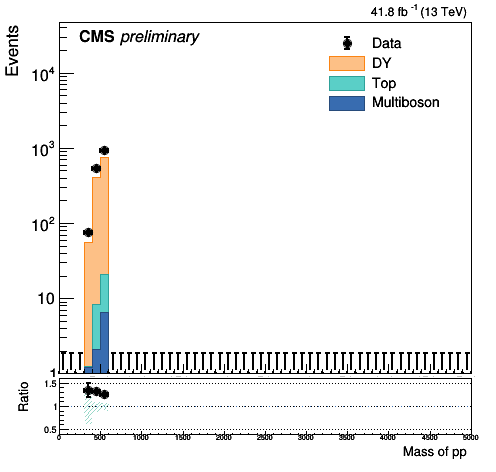 41.8 fb⁻¹ (13 TeV)
CMS preliminary
Data
DY
Top
Multiboson
Events
10⁴
10³
10²
10
1
Ratio
1.5
1
0.5
0 500 1000 1500 2000 2500 3000 3500 4000 4500 5000
Mass of pp